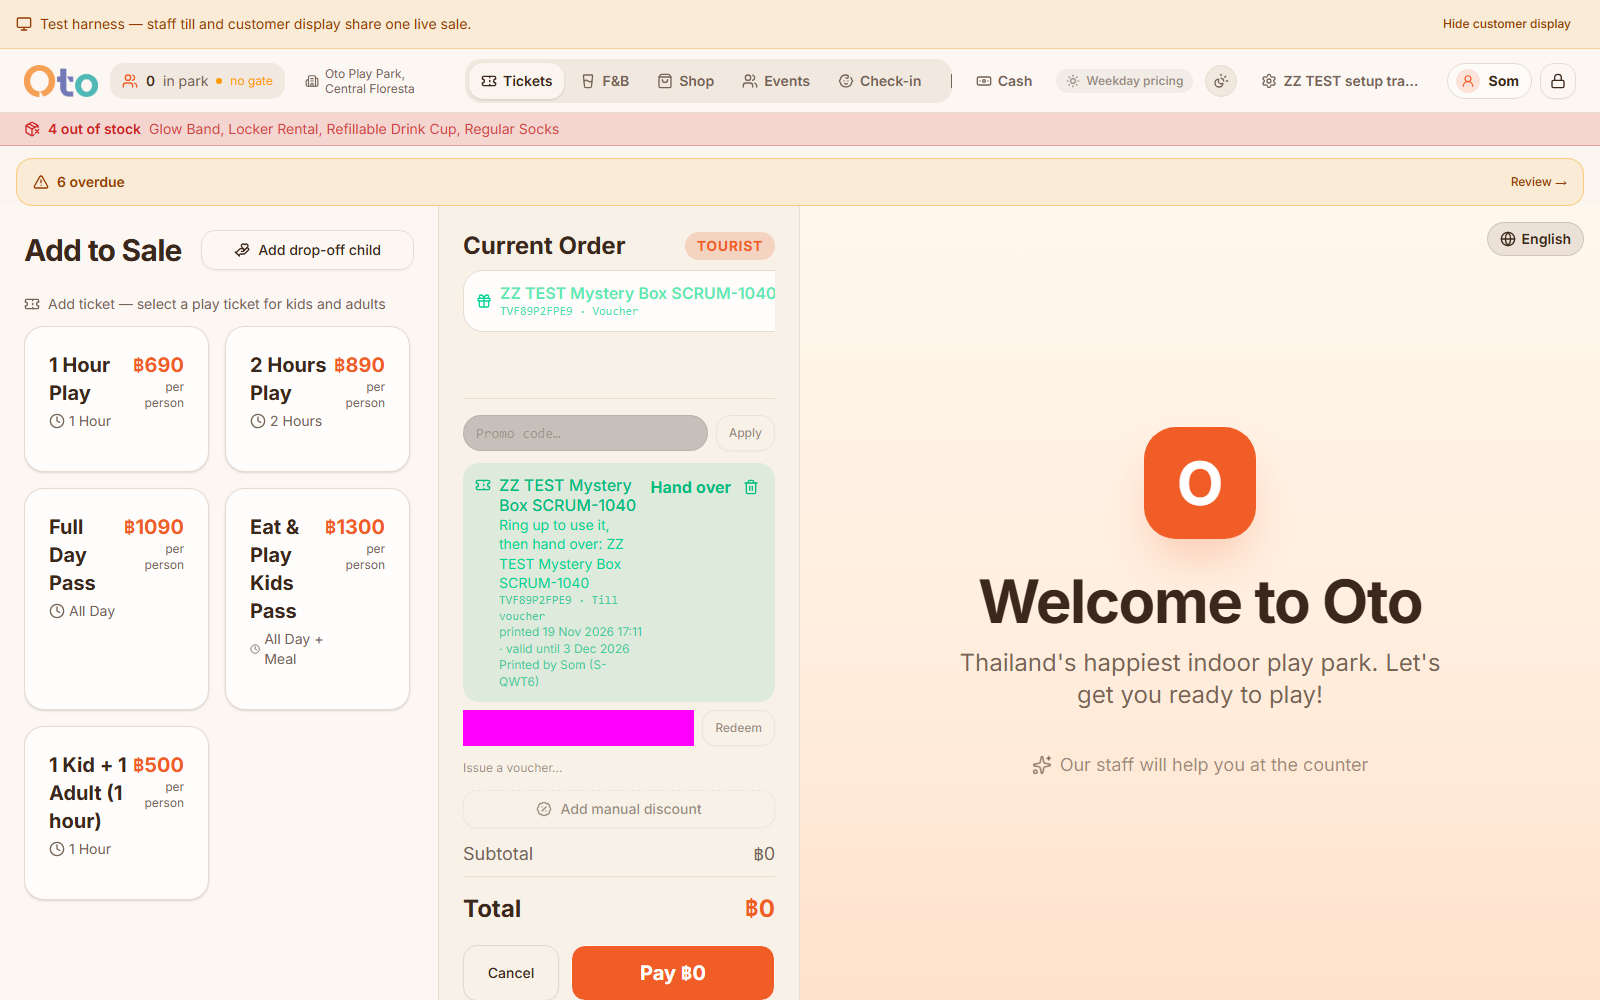 Test harness — staff till and customer display share one live sale.
Hide customer display
Oto
0 in park • no gate
Oto Play Park,
Central Floresta
Tickets
F&B
Shop
Events
Check-in
Cash
Weekday pricing
ZZ TEST setup tra...
Som
4 out of stock Glow Band, Locker Rental, Refillable Drink Cup, Regular Socks
6 overdue
Review →
Add to Sale
Add drop-off child
Add ticket — select a play ticket for kids and adults
1 Hour
Play
฿690
per
person
1 Hour
2 Hours
Play
฿890
per
person
2 Hours
Full
Day
Pass
฿1090
per
person
All Day
Eat &
Play
Kids
Pass
฿1300
per
person
All Day +
Meal
1 Kid + 1
Adult (1
hour)
฿500
per
person
1 Hour
Current Order
TOURIST
ZZ TEST Mystery Box SCRUM-1040
TVF89P2FPE9 · Voucher
Promo code…
Apply
ZZ TEST Mystery
Box SCRUM-1040
Hand over
Ring up to use it,
then hand over: ZZ
TEST Mystery Box
SCRUM-1040
TVF89P2FPE9 · Till
voucher
printed 19 Nov 2026 17:11
· valid until 3 Dec 2026
Printed by Som (S-
QWT6)
Redeem
Issue a voucher…
Add manual discount
Subtotal
฿0
Total
฿0
Cancel
Pay ฿0
English
O
Welcome to Oto
Thailand's happiest indoor play park. Let's
get you ready to play!
Our staff will help you at the counter